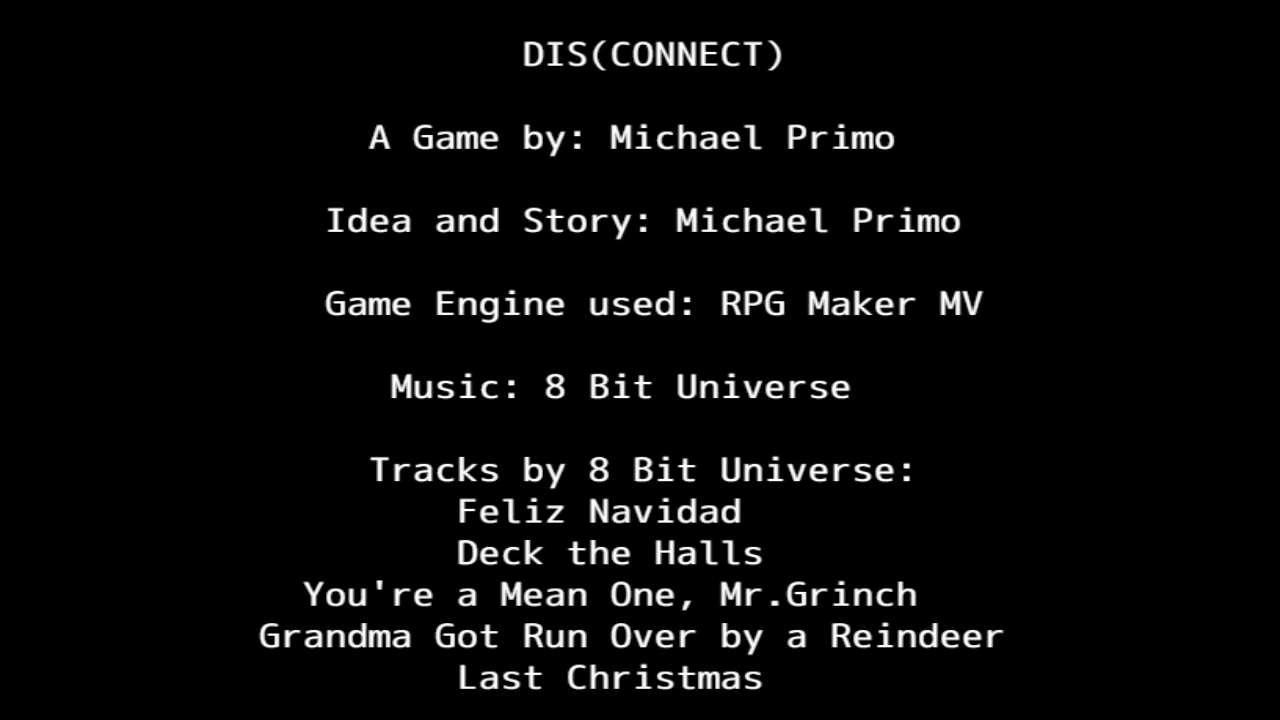 DIS(CONNECT)
A Game by: Michael Primo
Idea and Story: Michael Primo
Game Engine used: RPG Maker MV
Music: 8 Bit Universe
Tracks by 8 Bit Universe:
Feliz Navidad
Deck the Halls
You're a Mean One, Mr.Grinch
Grandma Got Run Over by a Reindeer
Last Christmas